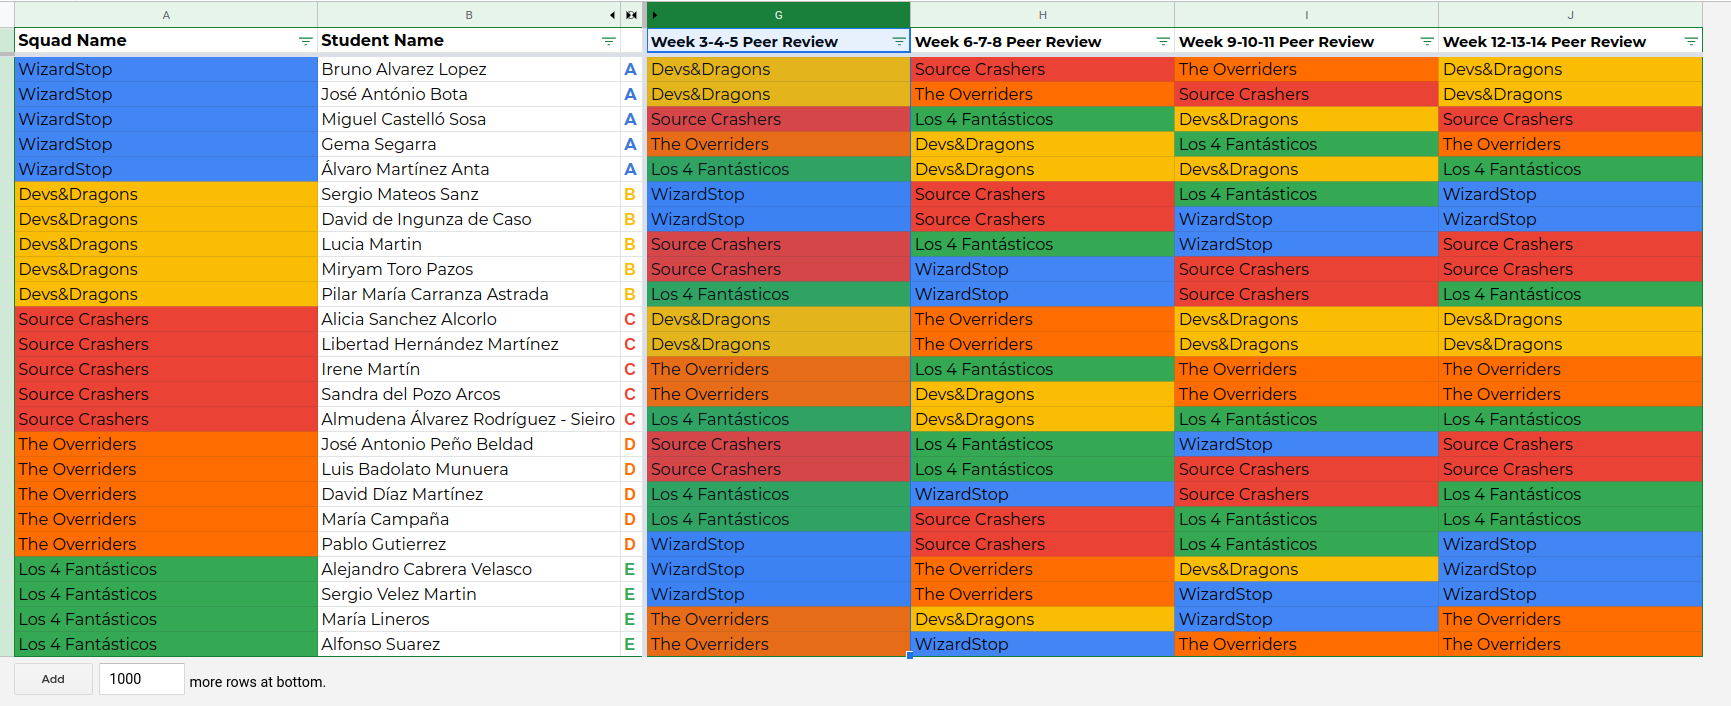 A B G H I J
Squad Name Student Name Week 3-4-5 Peer Review Week 6-7-8 Peer Review Week 9-10-11 Peer Review Week 12-13-14 Peer Review
WizardStop Bruno Alvarez Lopez A Devs&Dragons Source Crashers The Overriders Devs&Dragons
WizardStop José António Bota A Devs&Dragons The Overriders Source Crashers Devs&Dragons
WizardStop Miguel Castelló Sosa A Source Crashers Los 4 Fantásticos Devs&Dragons Source Crashers
WizardStop Gema Segarra A The Overriders Devs&Dragons Los 4 Fantásticos The Overriders
WizardStop Álvaro Martínez Anta A Los 4 Fantásticos Devs&Dragons Devs&Dragons Los 4 Fantásticos
Devs&Dragons Sergio Mateos Sanz B WizardStop Source Crashers Los 4 Fantásticos WizardStop
Devs&Dragons David de Ingunza de Caso B WizardStop Source Crashers WizardStop WizardStop
Devs&Dragons Lucia Martin B Source Crashers Los 4 Fantásticos WizardStop Source Crashers
Devs&Dragons Miryam Toro Pazos B Source Crashers WizardStop Source Crashers Source Crashers
Devs&Dragons Pilar María Carranza Astrada B Los 4 Fantásticos WizardStop Source Crashers Los 4 Fantásticos
Source Crashers Alicia Sanchez Alcorlo C Devs&Dragons The Overriders Devs&Dragons Devs&Dragons
Source Crashers Libertad Hernández Martínez C Devs&Dragons The Overriders Devs&Dragons Devs&Dragons
Source Crashers Irene Martín C The Overriders Los 4 Fantásticos The Overriders The Overriders
Source Crashers Sandra del Pozo Arcos C The Overriders Devs&Dragons The Overriders The Overriders
Source Crashers Almudena Álvarez Rodríguez - Sieiro C Los 4 Fantásticos Devs&Dragons Los 4 Fantásticos Los 4 Fantásticos
The Overriders José Antonio Peño Beldad D Source Crashers Los 4 Fantásticos WizardStop Source Crashers
The Overriders Luis Badolato Munuera D Source Crashers Los 4 Fantásticos Source Crashers Source Crashers
The Overriders David Díaz Martínez D Los 4 Fantásticos WizardStop Source Crashers Los 4 Fantásticos
The Overriders María Campaña D Los 4 Fantásticos Source Crashers Los 4 Fantásticos Los 4 Fantásticos
The Overriders Pablo Gutierrez D WizardStop Source Crashers Los 4 Fantásticos WizardStop
Los 4 Fantásticos Alejandro Cabrera Velasco E WizardStop The Overriders Devs&Dragons WizardStop
Los 4 Fantásticos Sergio Velez Martin E WizardStop The Overriders WizardStop WizardStop
Los 4 Fantásticos María Lineros E The Overriders Devs&Dragons WizardStop The Overriders
Los 4 Fantásticos Alfonso Suarez E The Overriders WizardStop The Overriders The Overriders
Add 1000 more rows at bottom.